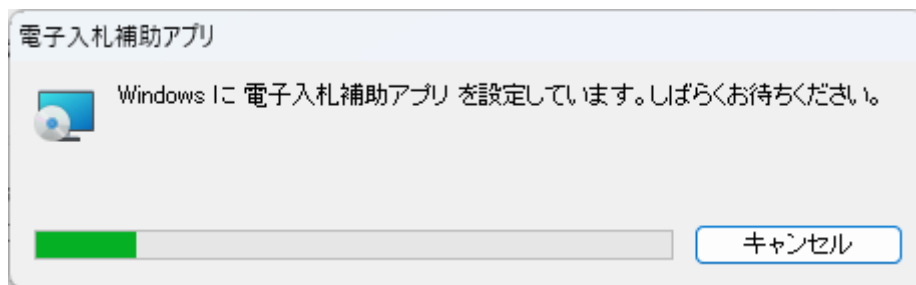 電子入札補助アプリ
Windows に 電子入札補助アプリ を設定しています。しばらくお待ちください。
キャンセル